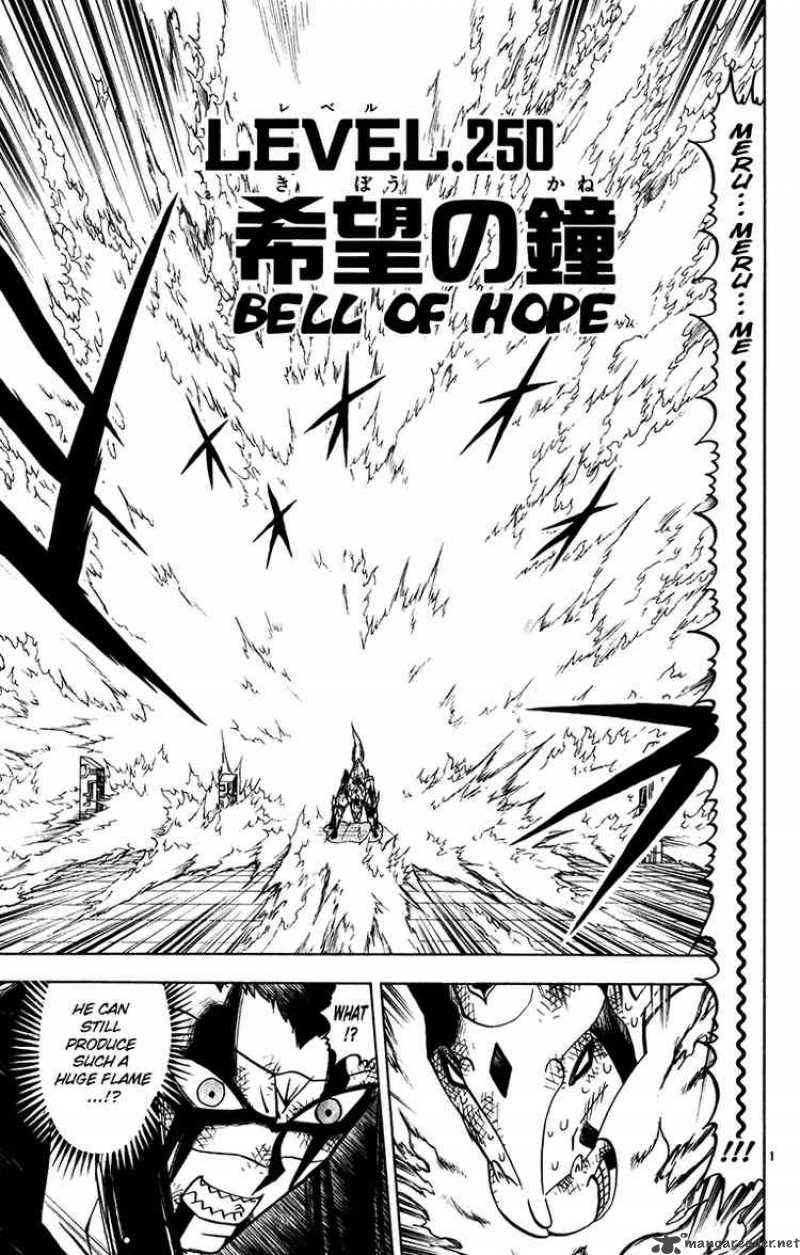 レベル
LEVEL.250
きぼう かね
希望の鐘
BELL OF HOPE
MERU... MERU... ME
!!!
WHAT
!?
HE CAN
STILL
PRODUCE
SUCH A
HUGE FLAME
...!?
1
mangareader.net